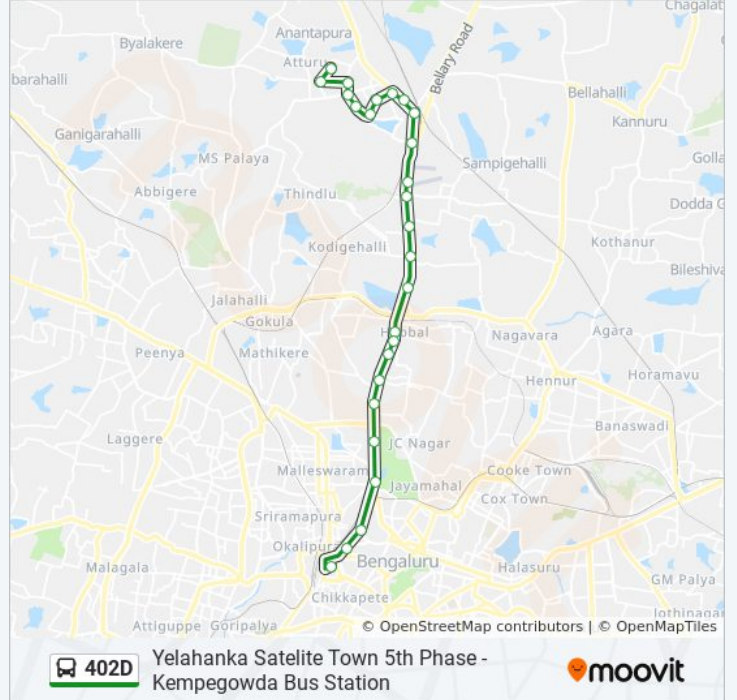 Chagalat
Anantapura
Byalakere
Bellary Road
Attur
barahalli
Bellahalli
Kannuru
Ganigarahalli
MS Palaya
Sampigehalli
Golla
Abbigere
Thindlu
Dodda G
Kodigehalli
Kothanur
Bileshiva
Jalahalli
Gokula
Hebbal
Nagavara
Agara
Peenya
Mathikere
Hennur
Horamavu
Banaswadi
Laggere
JC Nagar
Malleswaram
Cooke Town
Jayamahal
Cox Town
Sriramapura
Okalipura
Bengaluru
Malagala
Halasuru
GM Palya
Chikkapete
Jothinagar
Attiguppe
Goripalya
© OpenStreetMap contributors | © OpenMapTiles
402D
Yelahanka Satelite Town 5th Phase -
Kempegowda Bus Station
moovit